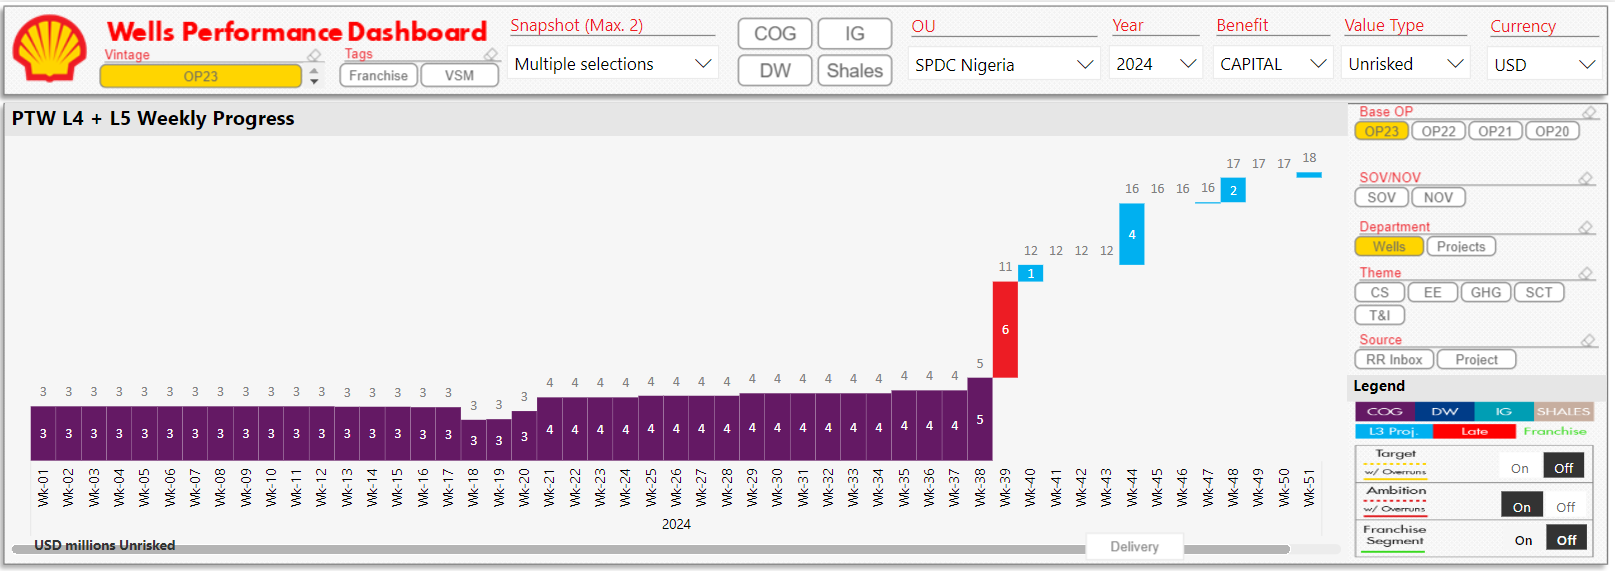 Wells Performance Dashboard
Vintage
OP23
Tags
Franchise VSM
Snapshot (Max. 2)
Multiple selections
COG IG
DW Shales
OU
SPDC Nigeria
Year
2024
Benefit
CAPITAL
Value Type
Unrisked
Currency
USD
PTW L4 + L5 Weekly Progress
18
17 17 17
2
16 16 16 16
4
12 12 12 12
1
11
6
5
4 4 4 4 4 4 4 4 4 4 4 4 4 4 4 4 4
3 3 3 3 3 3 3 3 3 3 3 3 3 3 3 3 3 3 3 3
3 3 3 3 3 3 3 3 3 3 3 3 3 3 3 3 3 3 3 3 4 4 4 4 4 4 4 4 4 4 4 4 4 4 4 4 4 5
Wk-01 Wk-02 Wk-03 Wk-04 Wk-05 Wk-06 Wk-07 Wk-08 Wk-09 Wk-10 Wk-11 Wk-12 Wk-13 Wk-14 Wk-15 Wk-16 Wk-17 Wk-18 Wk-19 Wk-20 Wk-21 Wk-22 Wk-23 Wk-24 Wk-25 Wk-26 Wk-27 Wk-28 Wk-29 Wk-30 Wk-31 Wk-32 Wk-33 Wk-34 Wk-35 Wk-36 Wk-37 Wk-38 Wk-39 Wk-40 Wk-41 Wk-42 Wk-43 Wk-44 Wk-45 Wk-46 Wk-47 Wk-48 Wk-49 Wk-50 Wk-51
2024
USD millions Unrisked
Delivery
Base OP
OP23 OP22 OP21 OP20
SOV/NOV
SOV NOV
Department
Wells Projects
Theme
CS EE GHG SCT
T&I
Source
RR Inbox Project
Legend
COG DW IG SHALES
L3 Proj. Late Franchise
Target
w/ Overruns
On Off
Ambition
w/ Overruns
On Off
Franchise
Segment
On Off